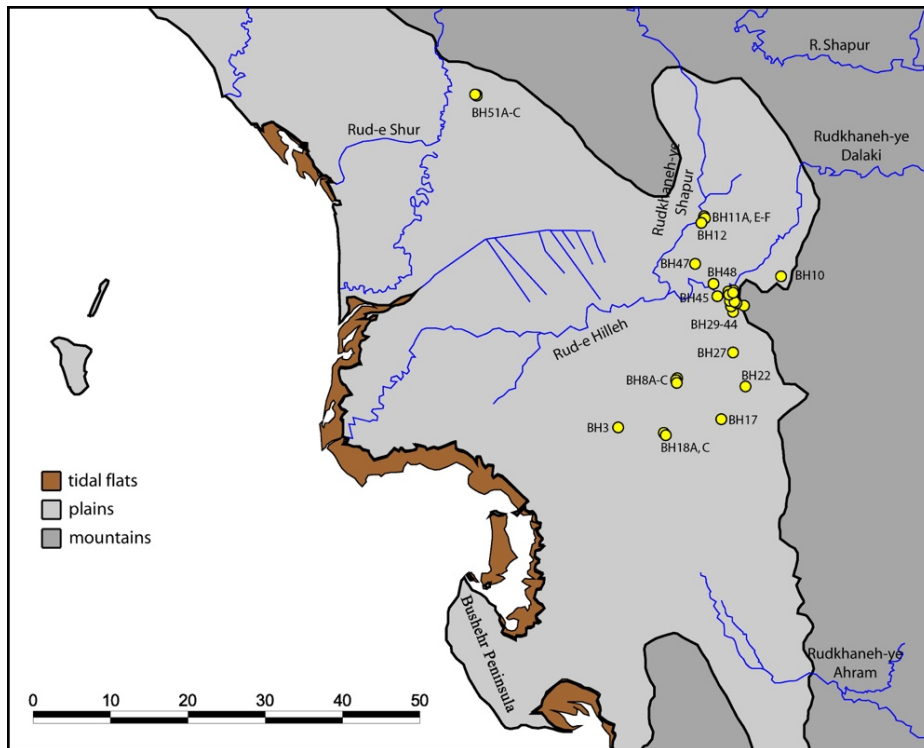 R. Shapur
BH51A-C
Rud-e Shur
Rudkhaneh-ye
Dalaki
Rudkhaneh-ye
Shapur
BH11A, E-F
BH12
BH47
BH48
BH10
BH45
BH29-44
Rud-e Hilleh
BH27
BH8A-C
BH22
BH3
BH17
BH18A, C
tidal flats
plains
mountains
Bushehr Peninsula
Rudkhaneh-ye
Ahram
0 10 20 30 40 50